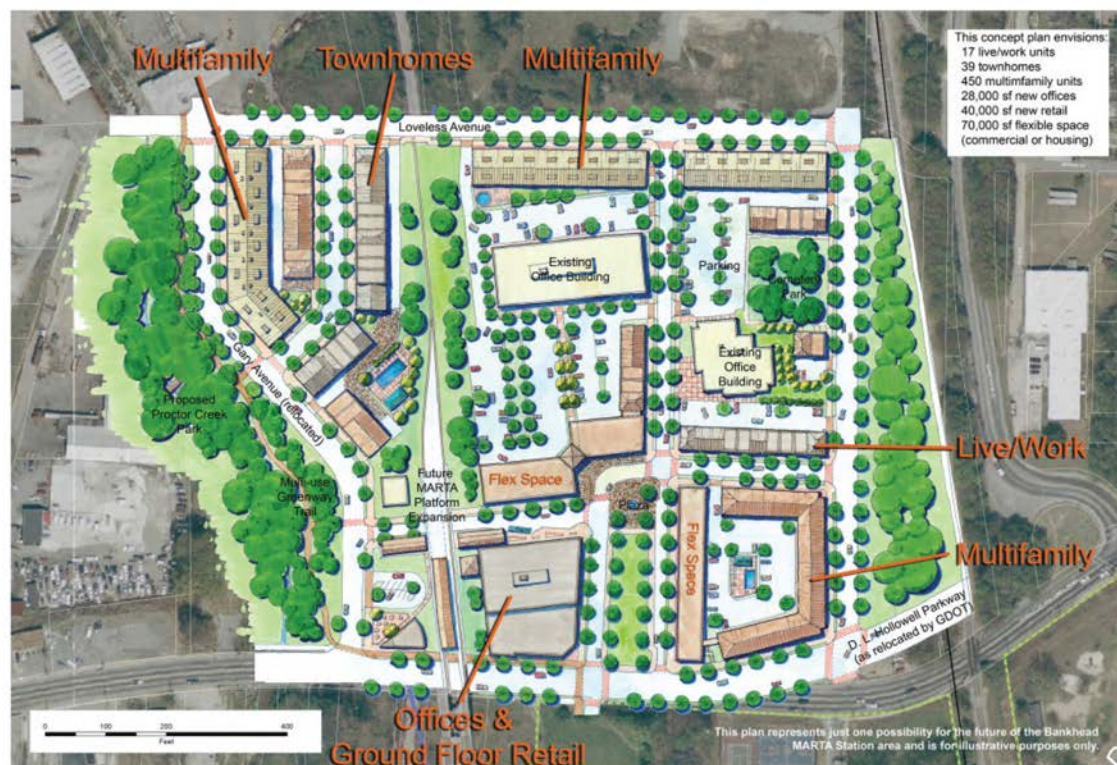 Multifamily
Townhomes
Multifamily
This concept plan envisions:
17 live/work units
39 townhomes
450 multimfamily units
28,000 sf new offices
40,000 sf new retail
70,000 sf flexible space
(commercial or housing)
Loveless Avenue
Existing
Office Building
Parking
Cemetery
Park
Existing
Office
Building
Gary Avenue (relocated)
Proposed
Proctor Creek
Park
Multi-use
Greenway
Trail
Future
MARTA
Platform
Expansion
Flex Space
Plaza
Flex Space
Live/Work
Multifamily
D. L. Hollowell Parkway
(as relocated by GDOT)
Offices &
Ground Floor Retail
0 50 100 200 400
Feet
This plan represents just one possibility for the future of the Bankhead
MARTA Station area and is for illustrative purposes only.